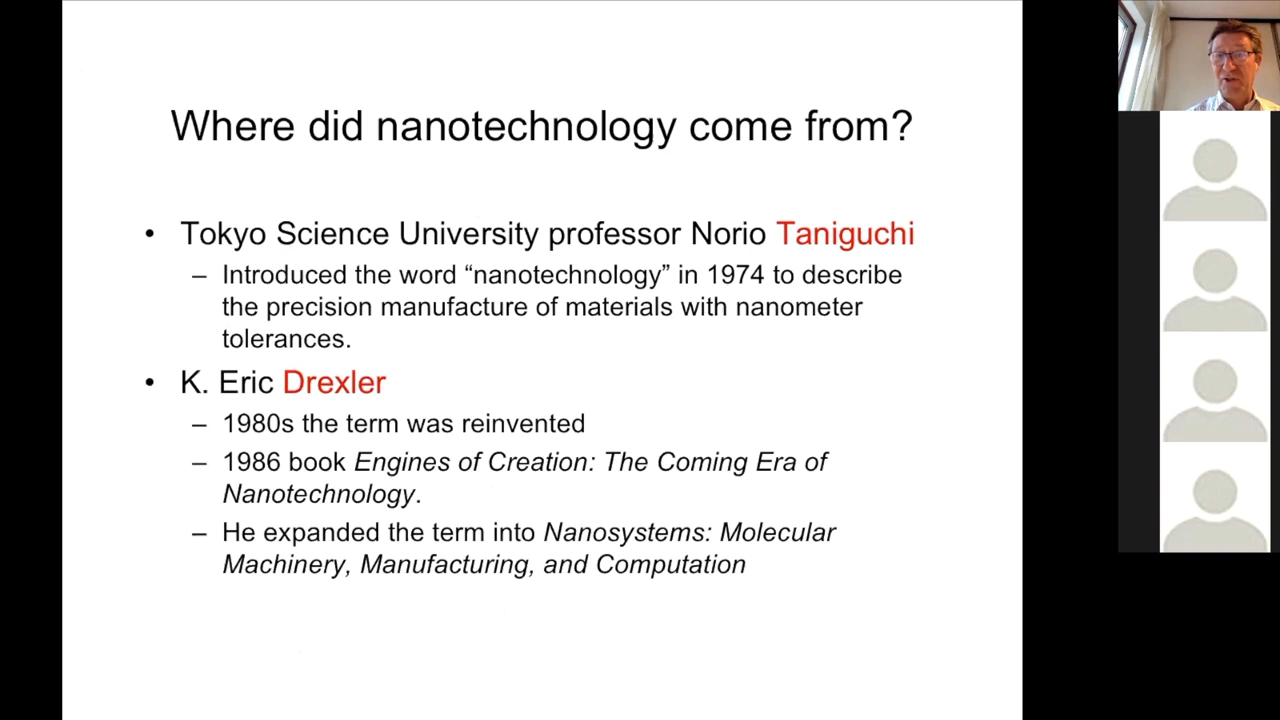 Where did nanotechnology come from?
• Tokyo Science University professor Norio Taniguchi
– Introduced the word “nanotechnology” in 1974 to describe
the precision manufacture of materials with nanometer
tolerances.
• K. Eric Drexler
– 1980s the term was reinvented
– 1986 book Engines of Creation: The Coming Era of
Nanotechnology.
– He expanded the term into Nanosystems: Molecular
Machinery, Manufacturing, and Computation